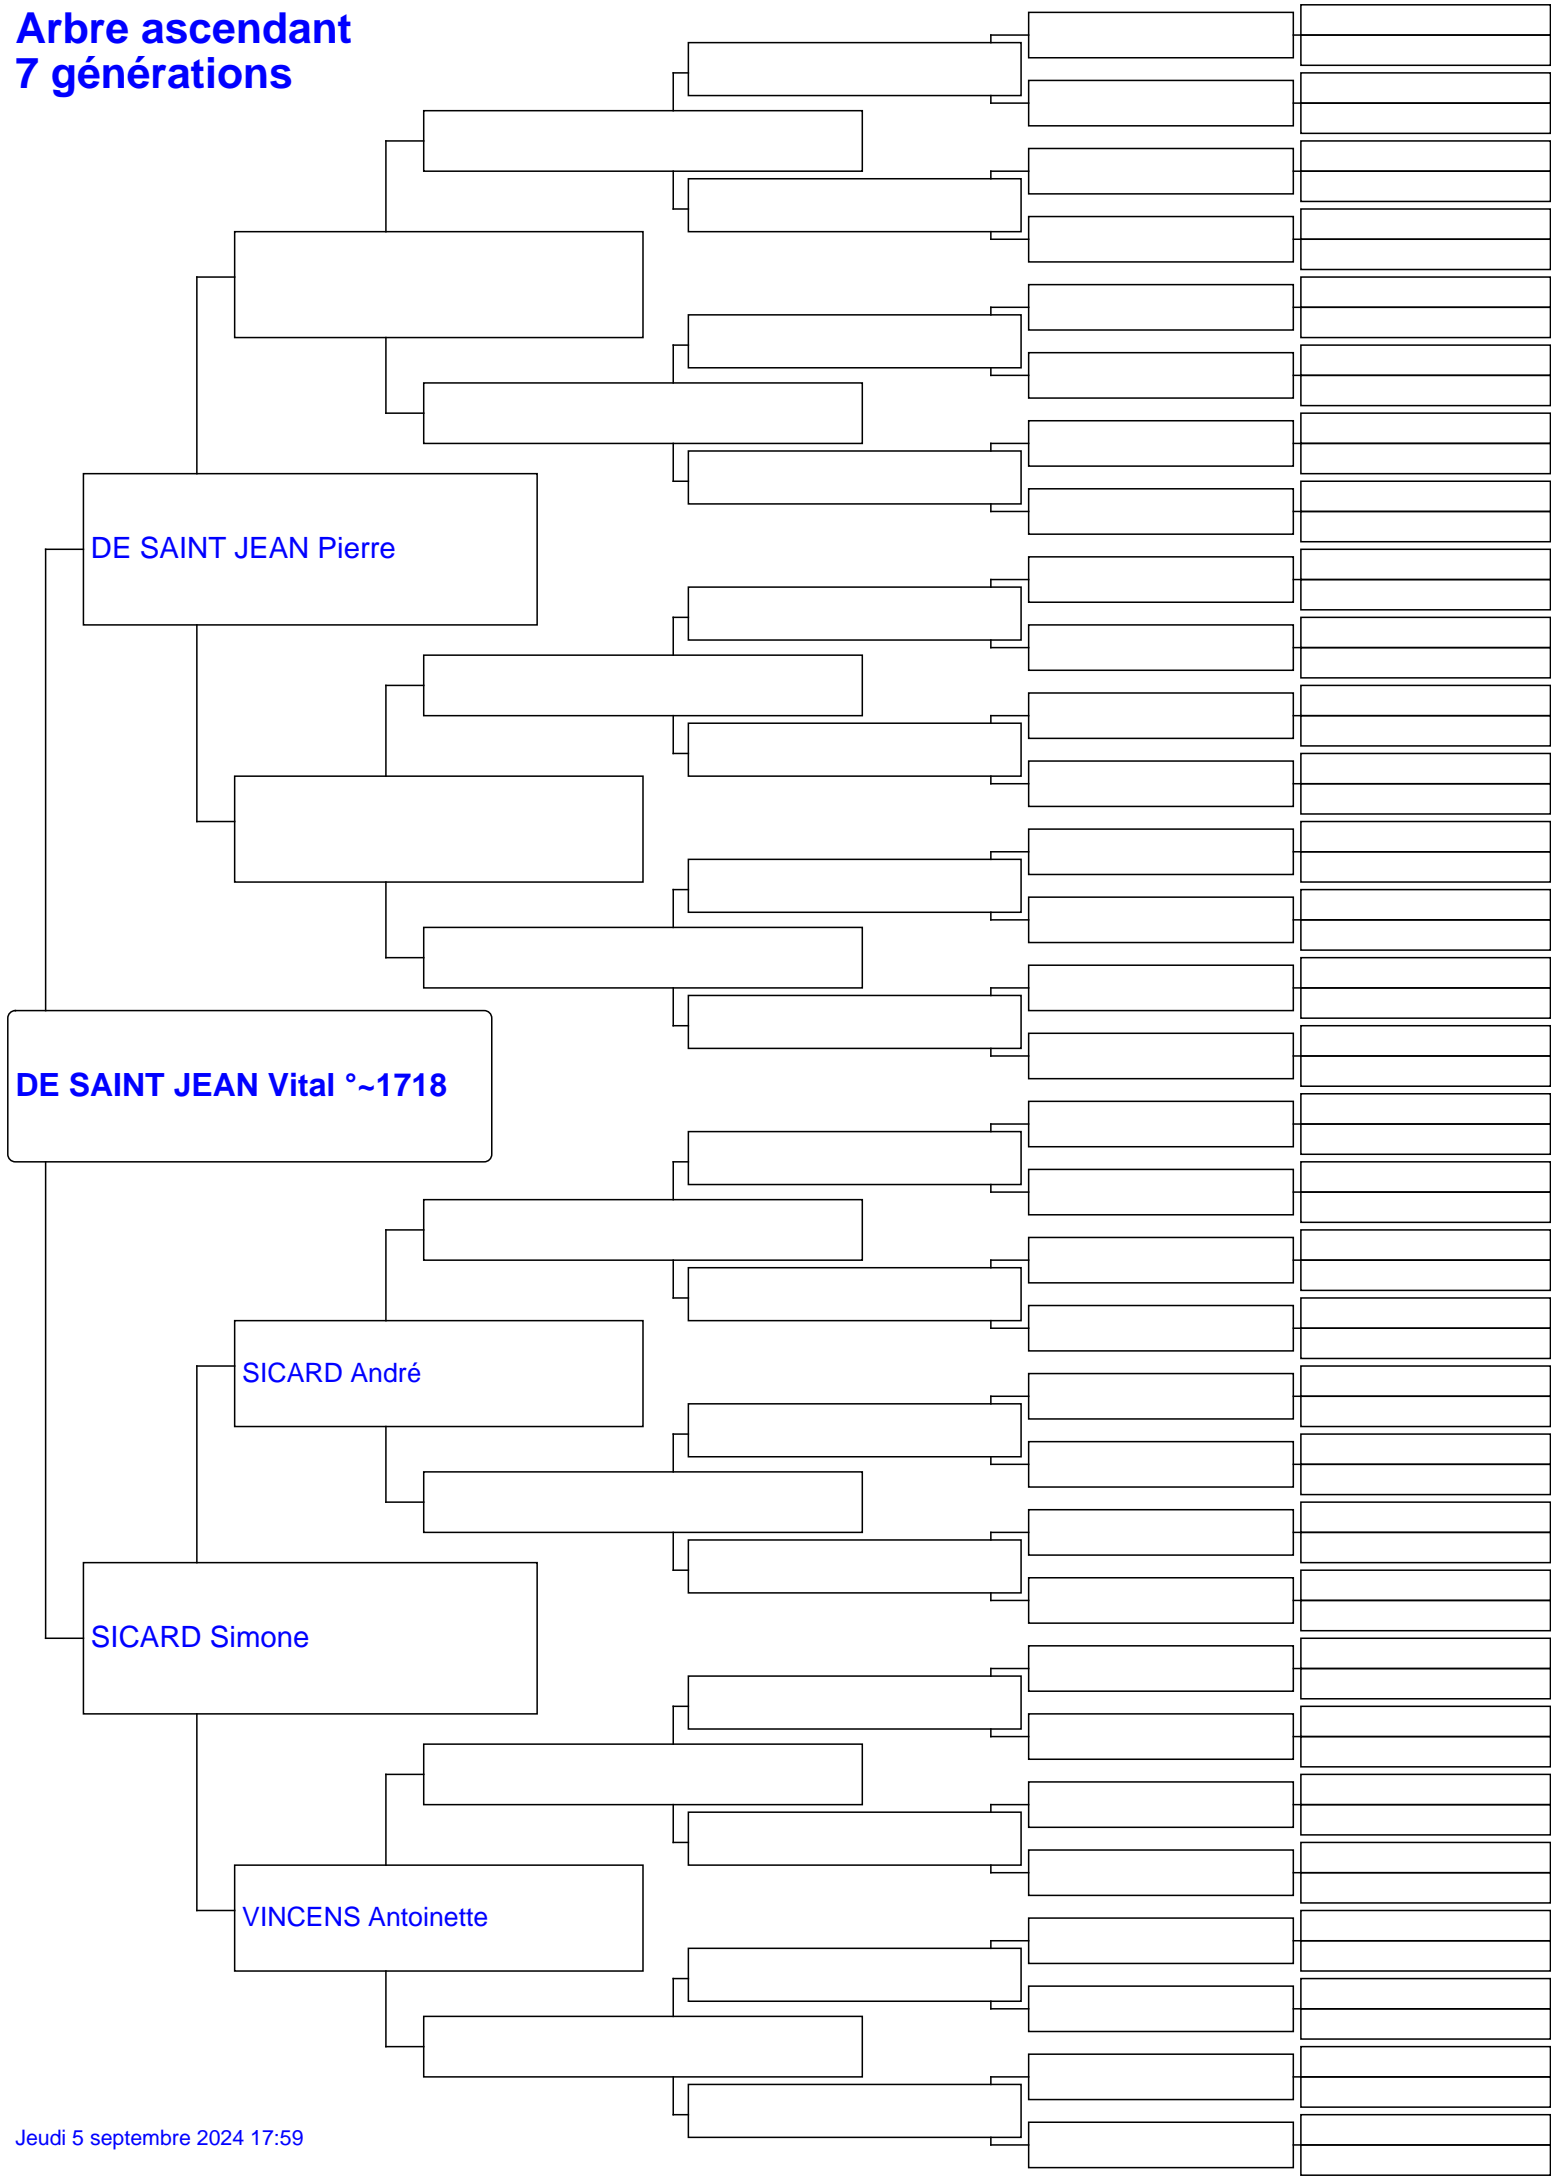 Arbre ascendant
7 générations
DE SAINT JEAN Pierre
DE SAINT JEAN Vital °~1718
SICARD André
SICARD Simone
VINCENS Antoinette
Jeudi 5 septembre 2024 17:59